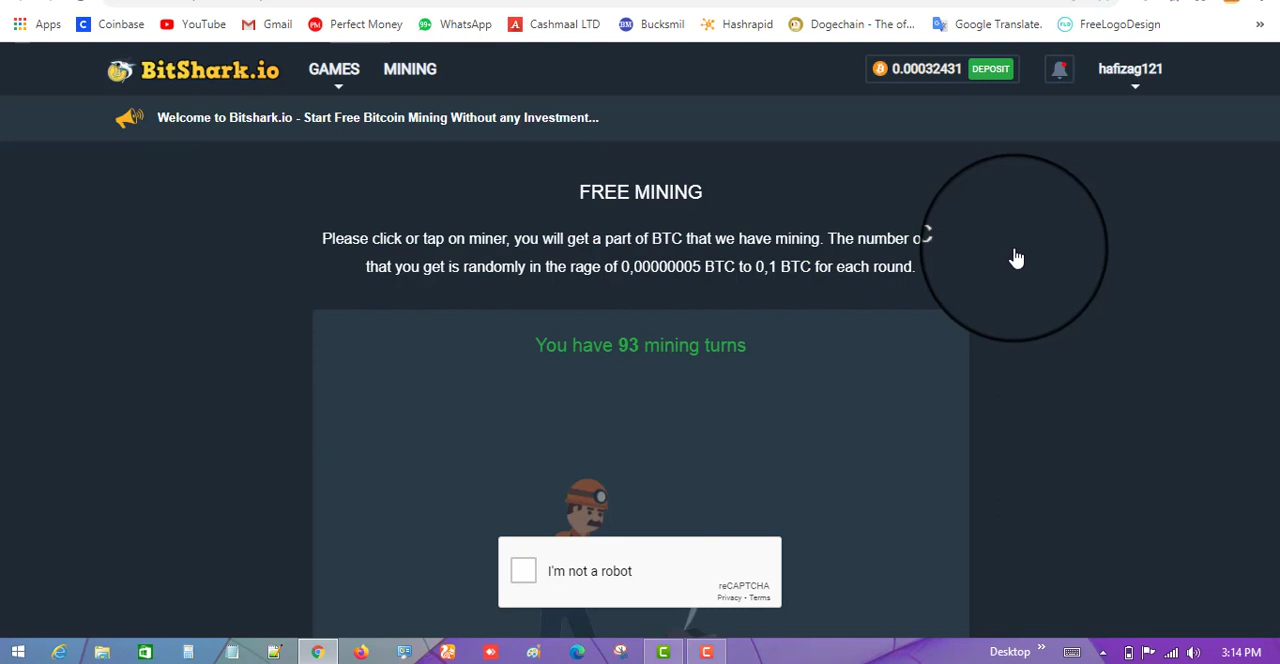 Apps Coinbase YouTube Gmail Perfect Money WhatsApp Cashmaal LTD Bucksmil Hashrapid Dogechain - The of... Google Translate. FreeLogoDesign »
BitShark.io GAMES MINING 0.00032431 DEPOSIT hafizag121
Welcome to Bitshark.io - Start Free Bitcoin Mining Without any Investment...
FREE MINING
Please click or tap on miner, you will get a part of BTC that we have mining. The number
that you get is randomly in the rage of 0,00000005 BTC to 0,1 BTC for each round.
You have 93 mining turns
I'm not a robot
reCAPTCHA
Privacy • Terms
Desktop » 3:14 PM